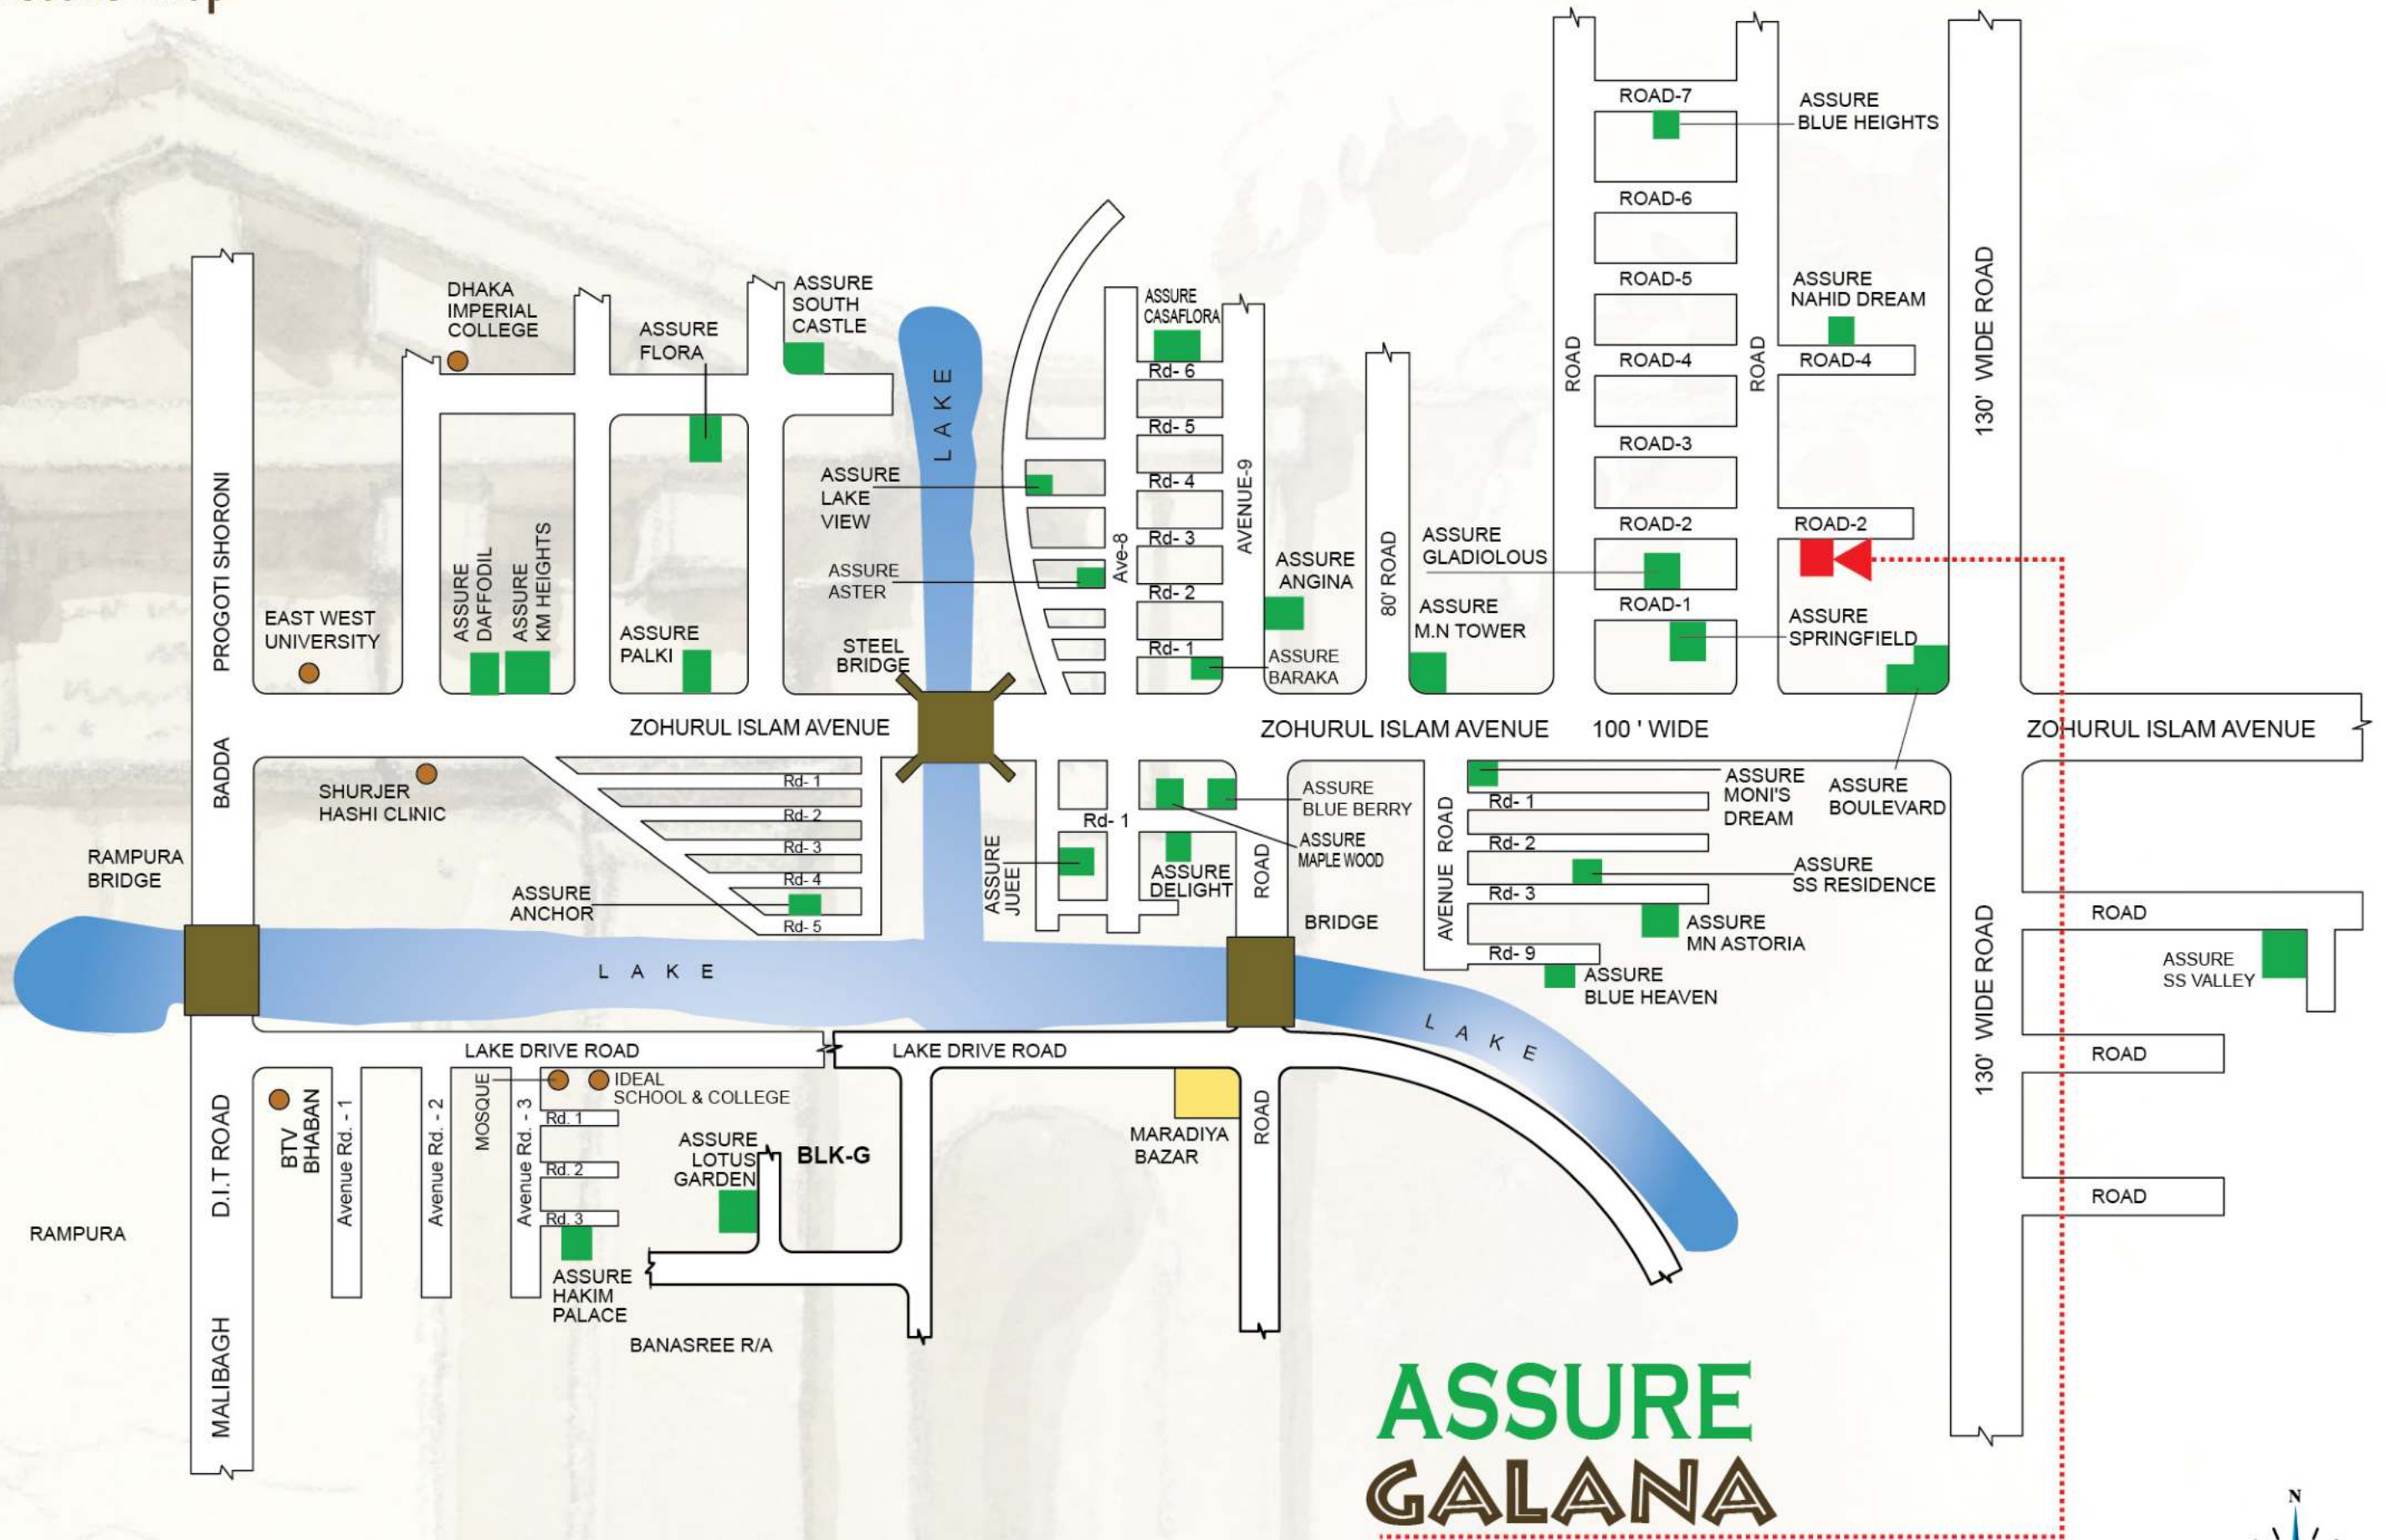 ROAD-7
ASSURE
BLUE HEIGHTS
ROAD-6
ROAD-5
ROAD-4
ROAD-3
ROAD-2
ROAD-1
ROAD
ROAD
ASSURE
NAHID DREAM
ROAD-4
ROAD-2
130' WIDE ROAD
DHAKA
IMPERIAL
COLLEGE
ASSURE
FLORA
ASSURE
SOUTH
CASTLE
LAKE
ASSURE
CASAFLORA
Rd- 6
Rd- 5
Rd- 4
Rd- 3
Rd- 2
Rd- 1
Ave-8
AVENUE-9
80' ROAD
ASSURE
LAKE
VIEW
ASSURE
ASTER
ASSURE
ANGINA
ASSURE
BARAKA
ASSURE
GLADIOLOUS
ASSURE
M.N TOWER
ASSURE
SPRINGFIELD
PROGOTI SHORONI
EAST WEST
UNIVERSITY
ASSURE
DAFFODIL
ASSURE
KM HEIGHTS
ASSURE
PALKI
STEEL
BRIDGE
ZOHURUL ISLAM AVENUE
ZOHURUL ISLAM AVENUE
100 ' WIDE
ZOHURUL ISLAM AVENUE
BADDA
SHURJER
HASHI CLINIC
RAMPURA
BRIDGE
Rd- 1
Rd- 2
Rd- 3
Rd- 4
Rd- 5
ASSURE
ANCHOR
ASSURE
JUEE
Rd- 1
ASSURE
DELIGHT
ASSURE
BLUE BERRY
ASSURE
MAPLE WOOD
ROAD
BRIDGE
AVENUE ROAD
Rd- 1
Rd- 2
Rd- 3
Rd- 9
ASSURE
MONI'S
DREAM
ASSURE
BOULEVARD
ASSURE
SS RESIDENCE
ASSURE
MN ASTORIA
ASSURE
BLUE HEAVEN
130' WIDE ROAD
ROAD
ASSURE
SS VALLEY
ROAD
ROAD
LAKE
LAKE
LAKE DRIVE ROAD
LAKE DRIVE ROAD
D.I.T ROAD
BTV
BHABAN
Avenue Rd. - 1
Avenue Rd. - 2
MOSQUE
Avenue Rd. - 3
IDEAL
SCHOOL & COLLEGE
Rd. 1
Rd. 2
Rd. 3
ASSURE
LOTUS
GARDEN
BLK-G
MARADIYA
BAZAR
ROAD
RAMPURA
ASSURE
HAKIM
PALACE
BANASREE R/A
MALIBAGH
ASSURE
GALANA
N